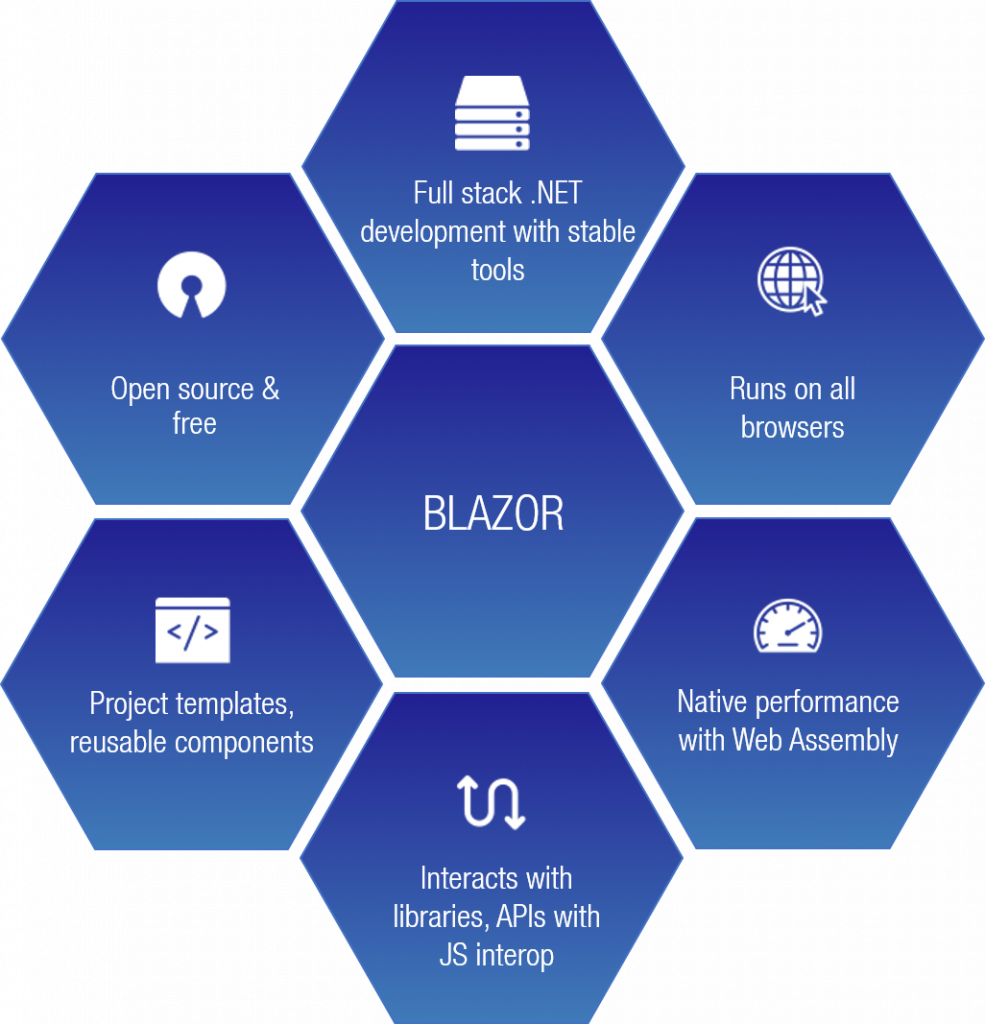 Full stack .NET
development with stable
tools
Open source &
free
Runs on all
browsers
BLAZOR
</>
Project templates,
reusable components
Native performance
with Web Assembly
Interacts with
libraries, APIs with
JS interop